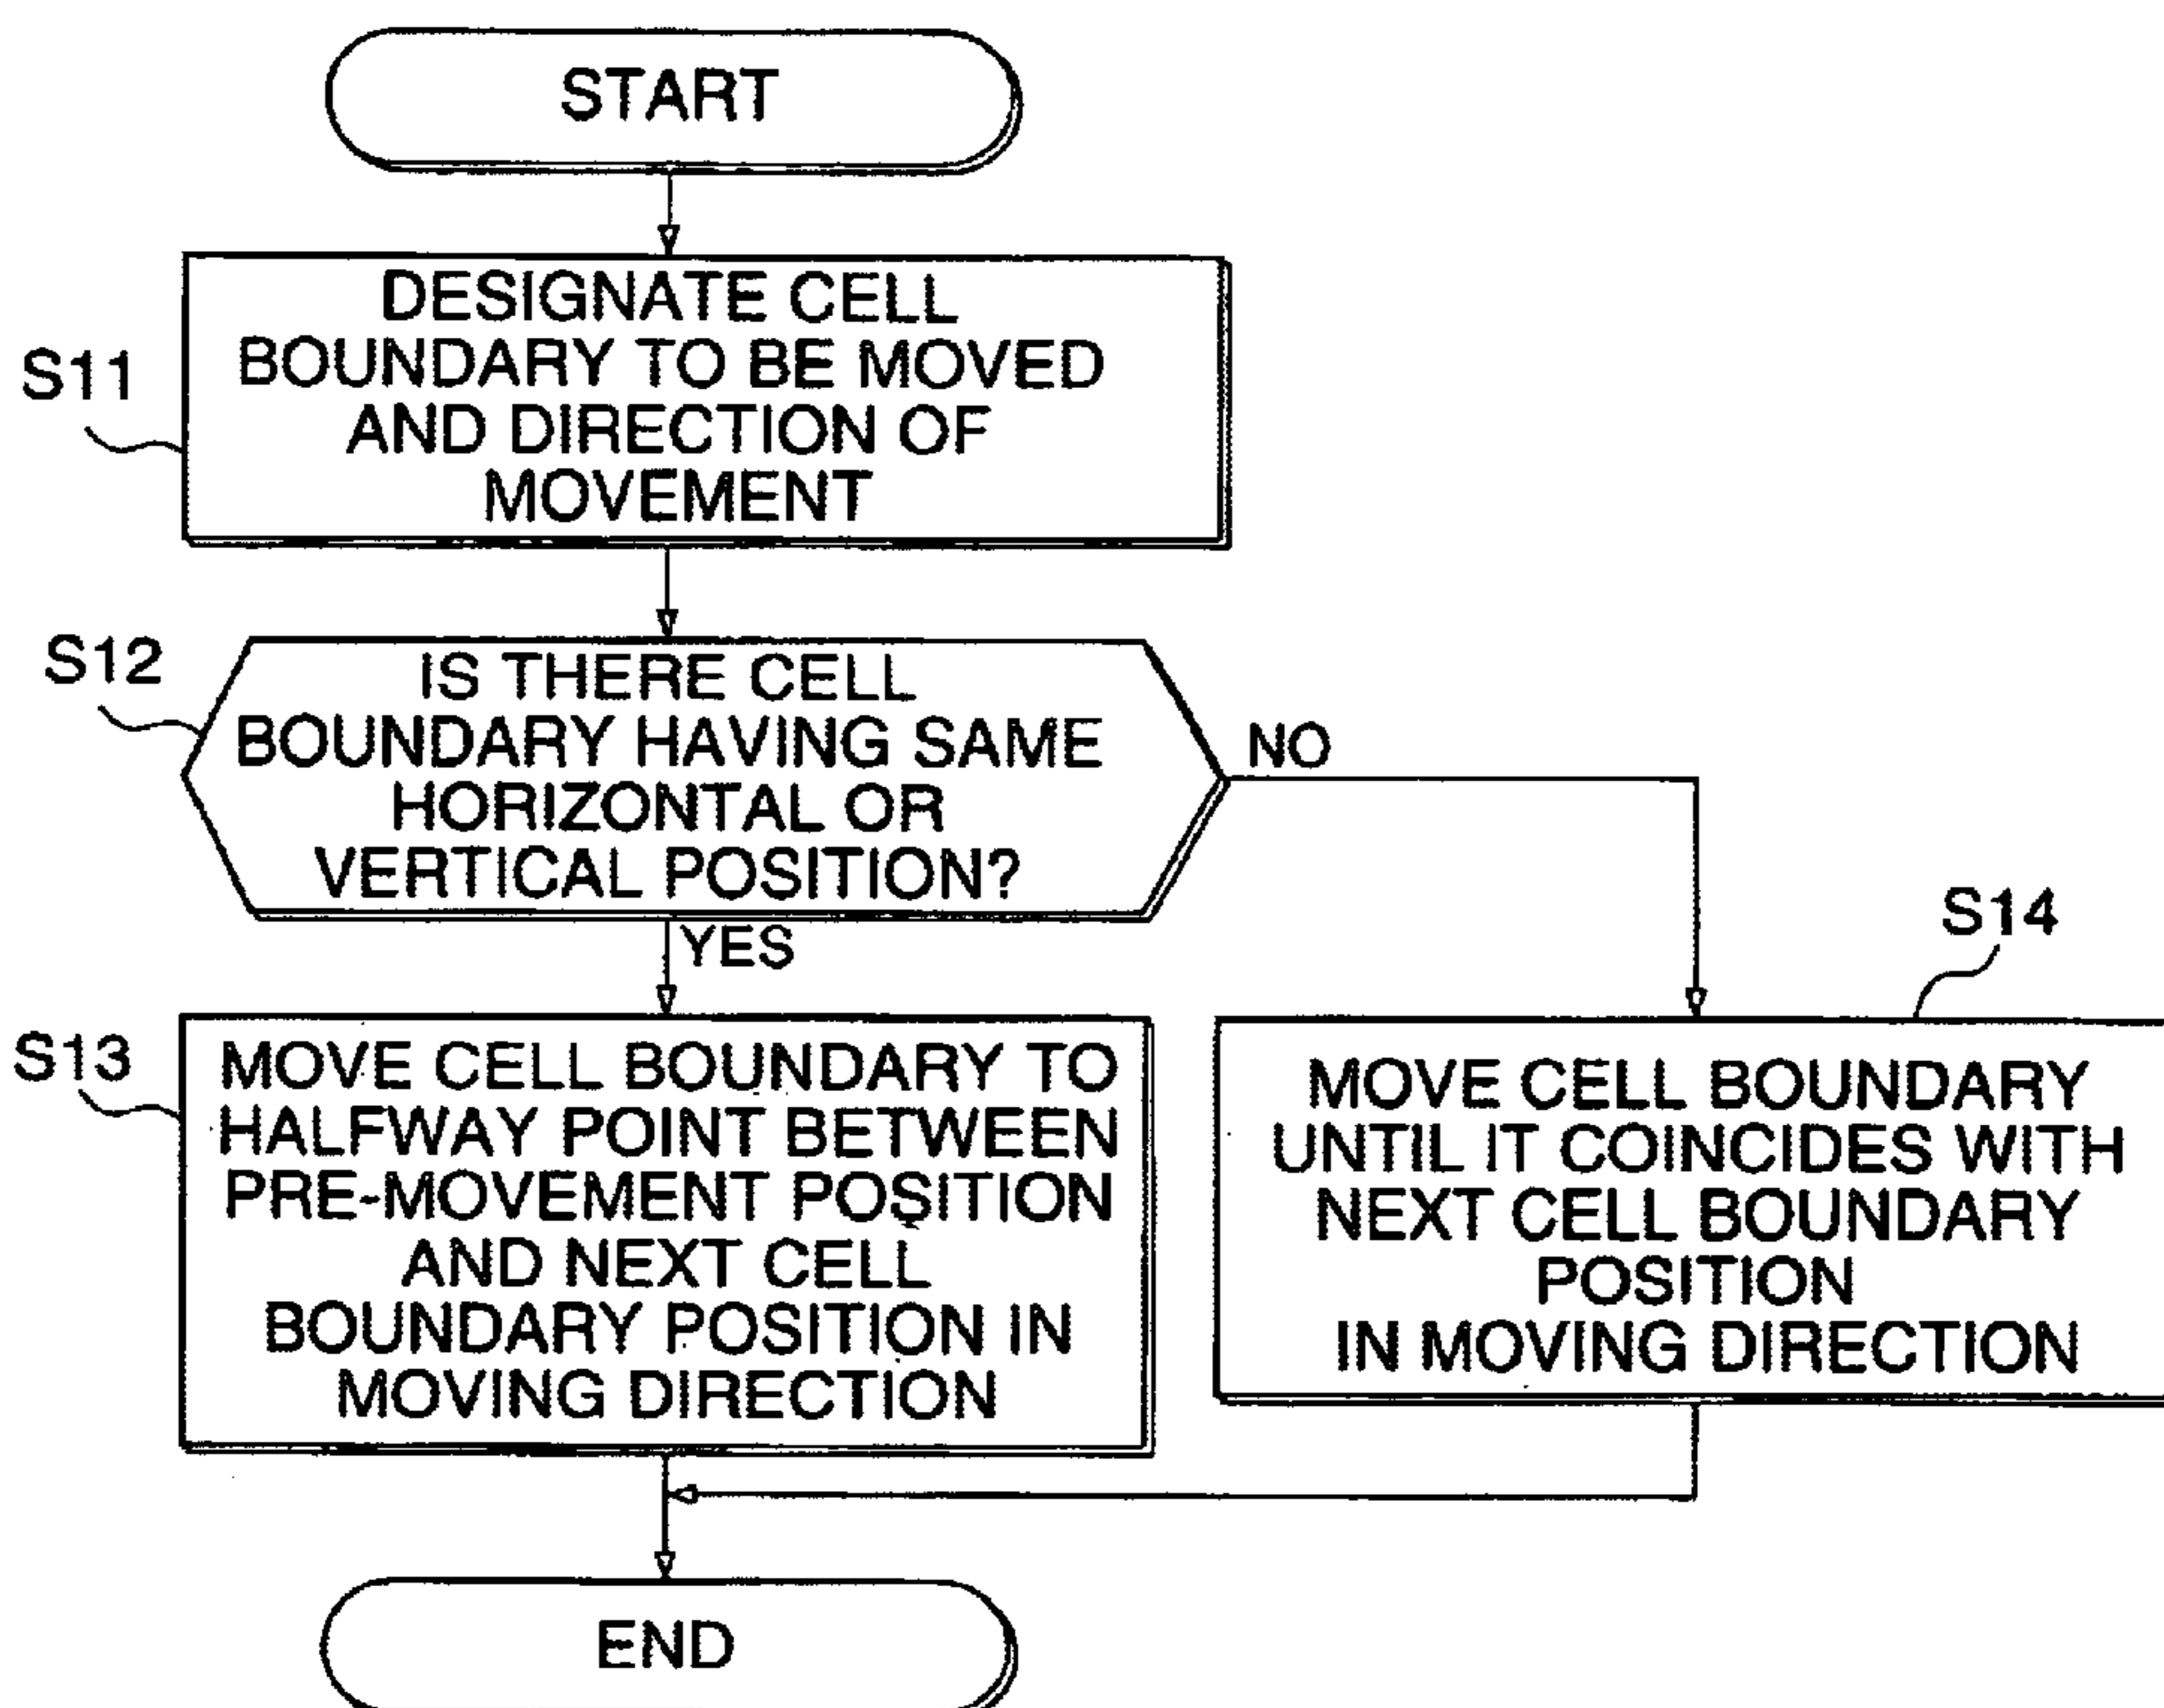 START
S11
DESIGNATE CELL
BOUNDARY TO BE MOVED
AND DIRECTION OF
MOVEMENT
S12
IS THERE CELL
BOUNDARY HAVING SAME
HORIZONTAL OR
VERTICAL POSITION?
NO
YES
S13
MOVE CELL BOUNDARY TO
HALFWAY POINT BETWEEN
PRE-MOVEMENT POSITION
AND NEXT CELL
BOUNDARY POSITION IN
MOVING DIRECTION
S14
MOVE CELL BOUNDARY
UNTIL IT COINCIDES WITH
NEXT CELL BOUNDARY
POSITION
IN MOVING DIRECTION
END